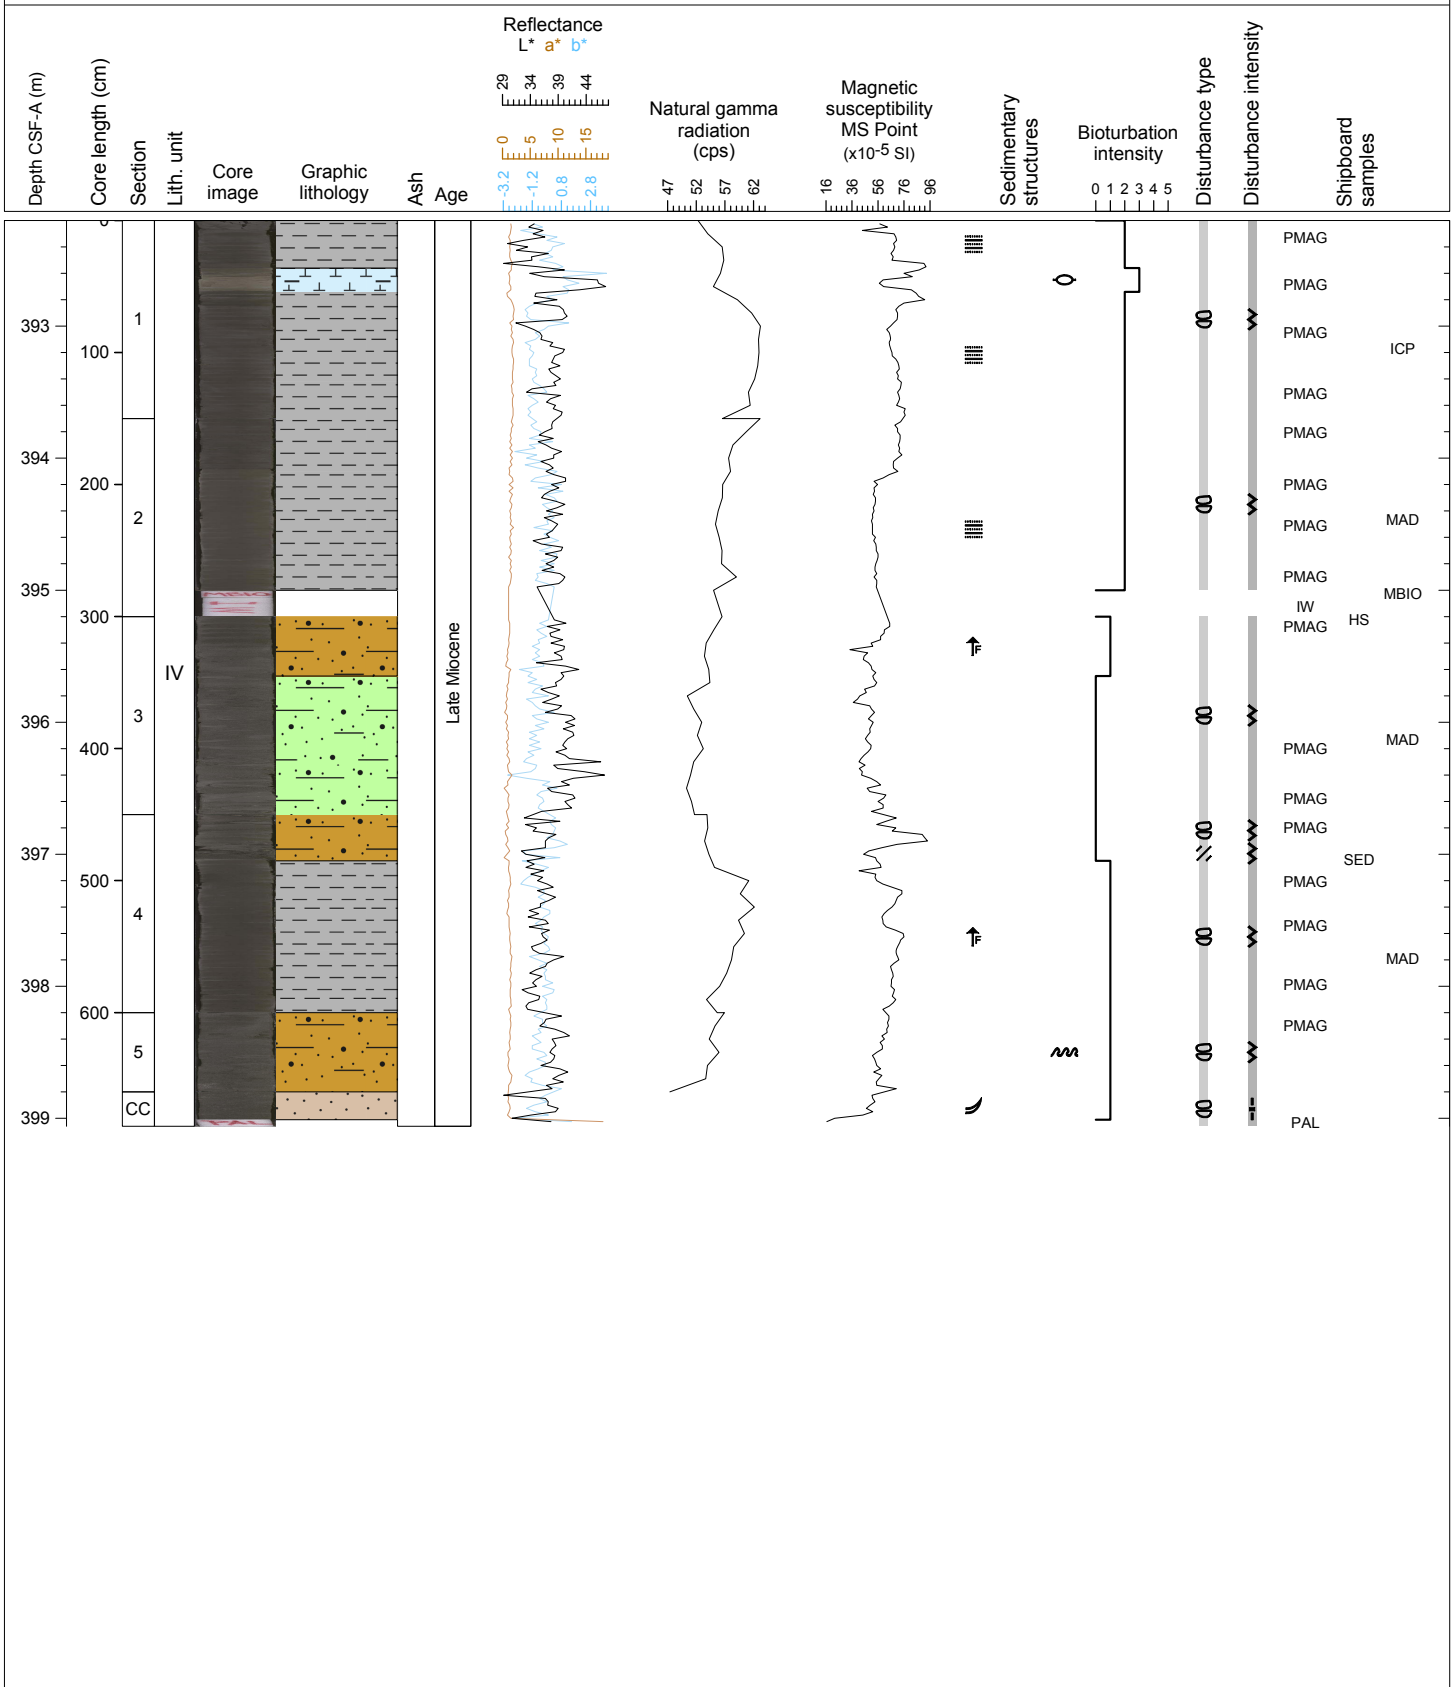 Depth CSF-A (m)
Core length (cm)
Section
Lith. unit
Core
image
Graphic
lithology
Ash
Age
Reflectance
L* a* b*
29 34 39 44
0 5 10 15
-3.2 -1.2 0.8 2.8
Natural gamma
radiation
(cps)
47 52 57 62
Magnetic
susceptibility
MS Point
(x10-5 SI)
16 36 56 76 96
Sedimentary
structures
Bioturbation
intensity
0 1 2 3 4 5
Disturbance type
Disturbance intensity
Shipboard
samples
0
PMAG
PMAG
1
393
PMAG
100
ICP
PMAG
PMAG
394
200
PMAG
2
MAD
PMAG
PMAG
395
MBIO
MBIO
IW
300
HS
PMAG
F
IV
Late Miocene
3
396
MAD
400
PMAG
PMAG
PMAG
397
SED
500
PMAG
4
PMAG
F
MAD
398
PMAG
600
PMAG
5
CC
399
PAL
PAL